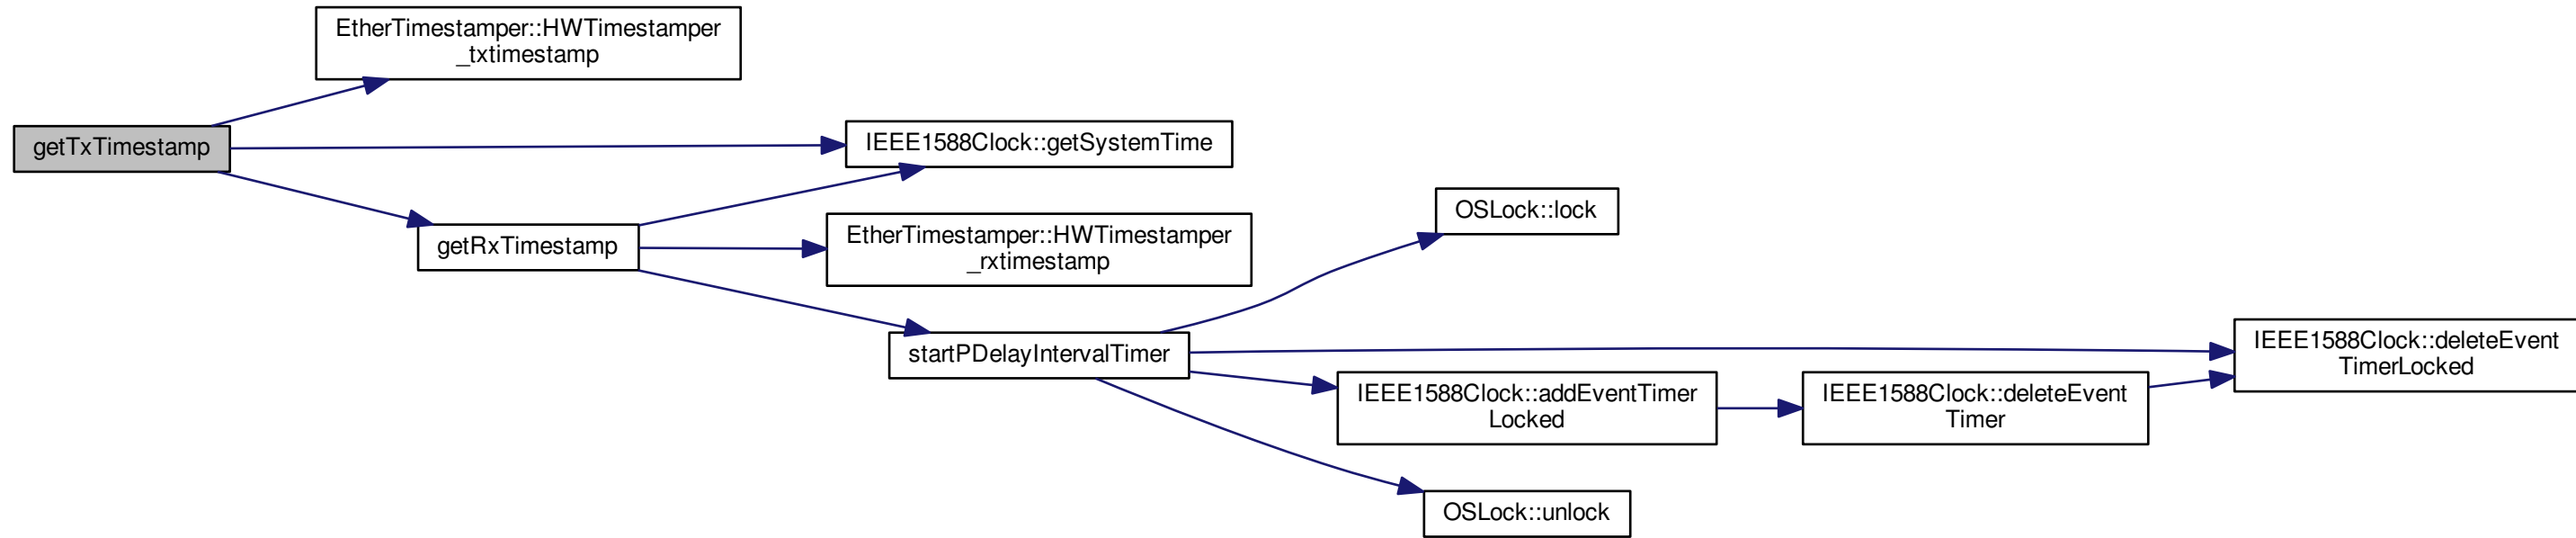 EtherTimestamper::HWTimestamper
_txtimestamp
getTxTimestamp
IEEE1588Clock::getSystemTime
getRxTimestamp
EtherTimestamper::HWTimestamper
_rxtimestamp
OSLock::lock
startPDelayIntervalTimer
IEEE1588Clock::deleteEvent
TimerLocked
IEEE1588Clock::addEventTimer
Locked
IEEE1588Clock::deleteEvent
Timer
OSLock::unlock